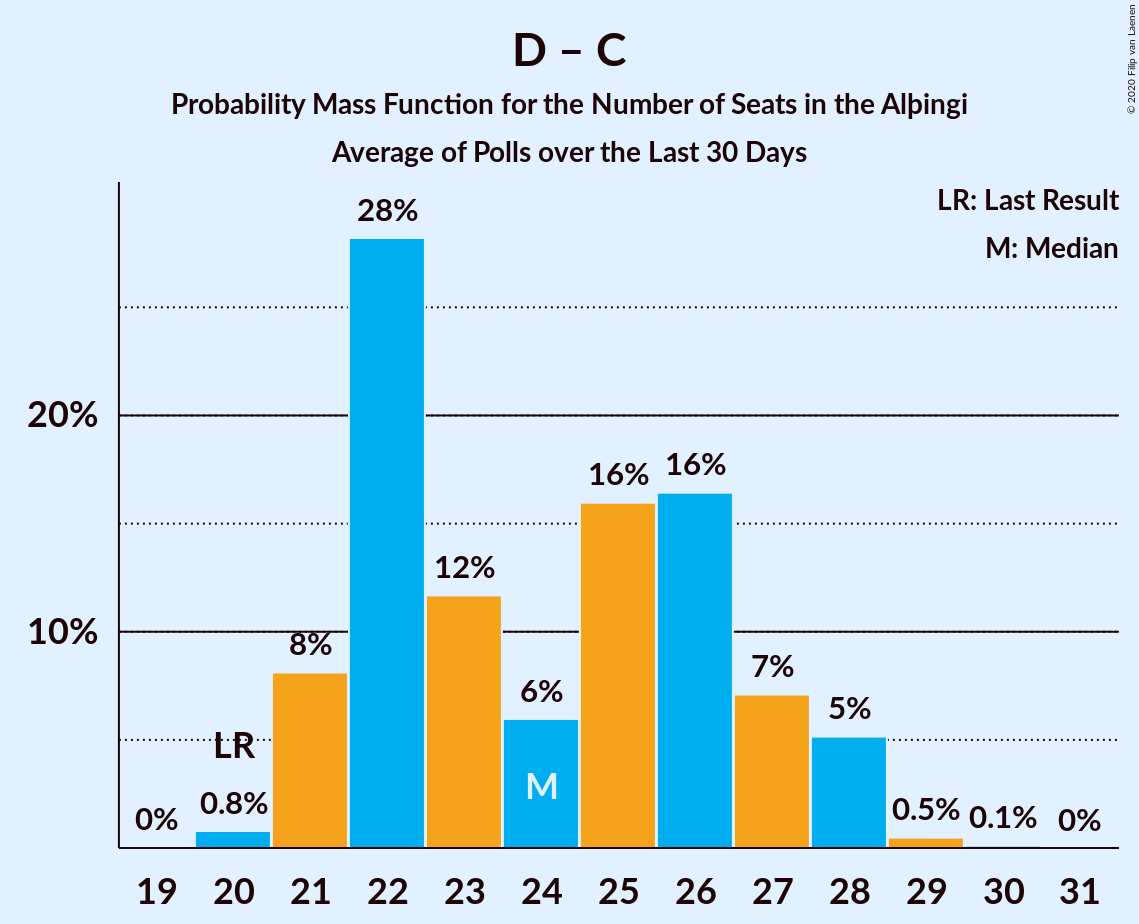 D – C
Probability Mass Function for the Number of Seats in the Alþingi
Average of Polls over the Last 30 Days
© 2020 Filip van Laenen
LR: Last Result
M: Median
28%
20%
16%
16%
12%
10%
8%
7%
6%
5%
LR
M
0%
0.8%
0.5%
0.1%
0%
19 20 21 22 23 24 25 26 27 28 29 30 31